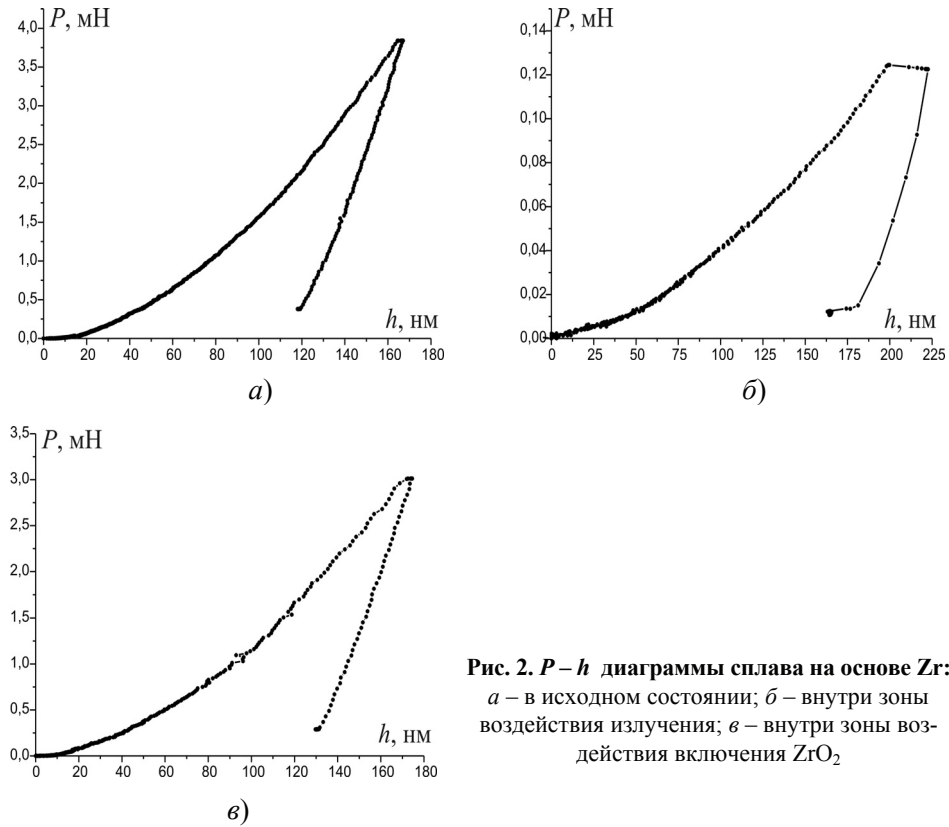 P, мН
4,0
3,5
3,0
2,5
2,0
1,5
1,0
0,5
0,0
0 20 40 60 80 100 120 140 160 180
h, нм
а)
P, мН
0,14
0,12
0,10
0,08
0,06
0,04
0,02
0,00
0 25 50 75 100 125 150 175 200 225
h, нм
б)
P, мН
3,5
3,0
2,5
2,0
1,5
1,0
0,5
0,0
0 20 40 60 80 100 120 140 160 180
h, нм
в)
Рис. 2. P – h диаграммы сплава на основе Zr:
а – в исходном состоянии; б – внутри зоны
воздействия излучения; в – внутри зоны воз-
действия включения ZrO₂